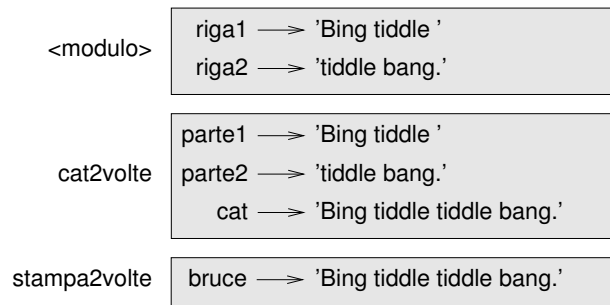 <modulo>
riga1 → 'Bing tiddle '
riga2 → 'tiddle bang.'
cat2volte
parte1 → 'Bing tiddle '
parte2 → 'tiddle bang.'
cat → 'Bing tiddle tiddle bang.'
stampa2volte
bruce → 'Bing tiddle tiddle bang.'